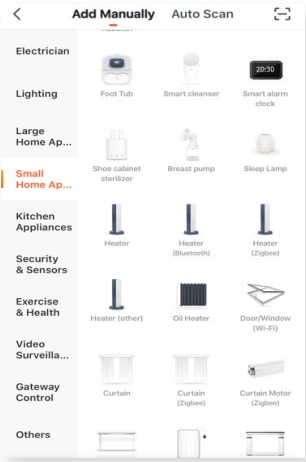 Add Manually Auto Scan
Electrician
Lighting
Large
Home Ap...
Small
Home Ap...
Kitchen
Appliances
Security
& Sensors
Exercise
& Health
Video
Surveilla...
Gateway
Control
Others
20:30
Foot Tub
Smart cleanser
Smart alarm
clock
Shoe cabinet
sterilizer
Breast pump
Sleep Lamp
Heater
Heater
(Bluetooth)
Heater
(Zigbee)
Heater (other)
Oil Heater
Door/Window
(Wi-Fi)
Curtain
Curtain
(Zigbee)
Curtain Motor
(Zigbee)